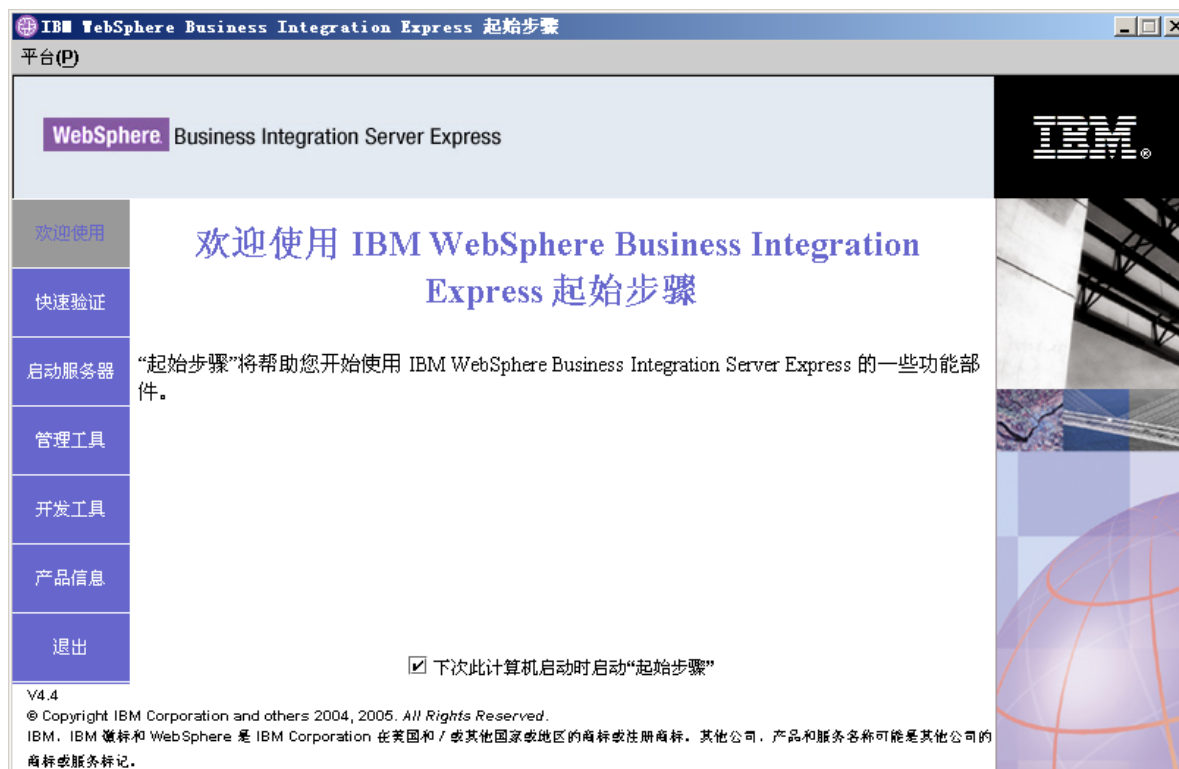 IBM WebSphere Business Integration Express 起始步骤
平台(P)
WebSphere. Business Integration Server Express
IBM®
欢迎使用
快速验证
启动服务器
管理工具
开发工具
产品信息
退出
欢迎使用 IBM WebSphere Business Integration
Express 起始步骤
“起始步骤”将帮助您开始使用 IBM WebSphere Business Integration Server Express 的一些功能部
件。
下次此计算机启动时启动“起始步骤”
V4.4
© Copyright IBM Corporation and others 2004, 2005. All Rights Reserved.
IBM、IBM 徽标和 WebSphere 是 IBM Corporation 在美国和 / 或其他国家或地区的商标或注册商标。其他公司、产品和服务名称可能是其他公司的
商标或服务标记。